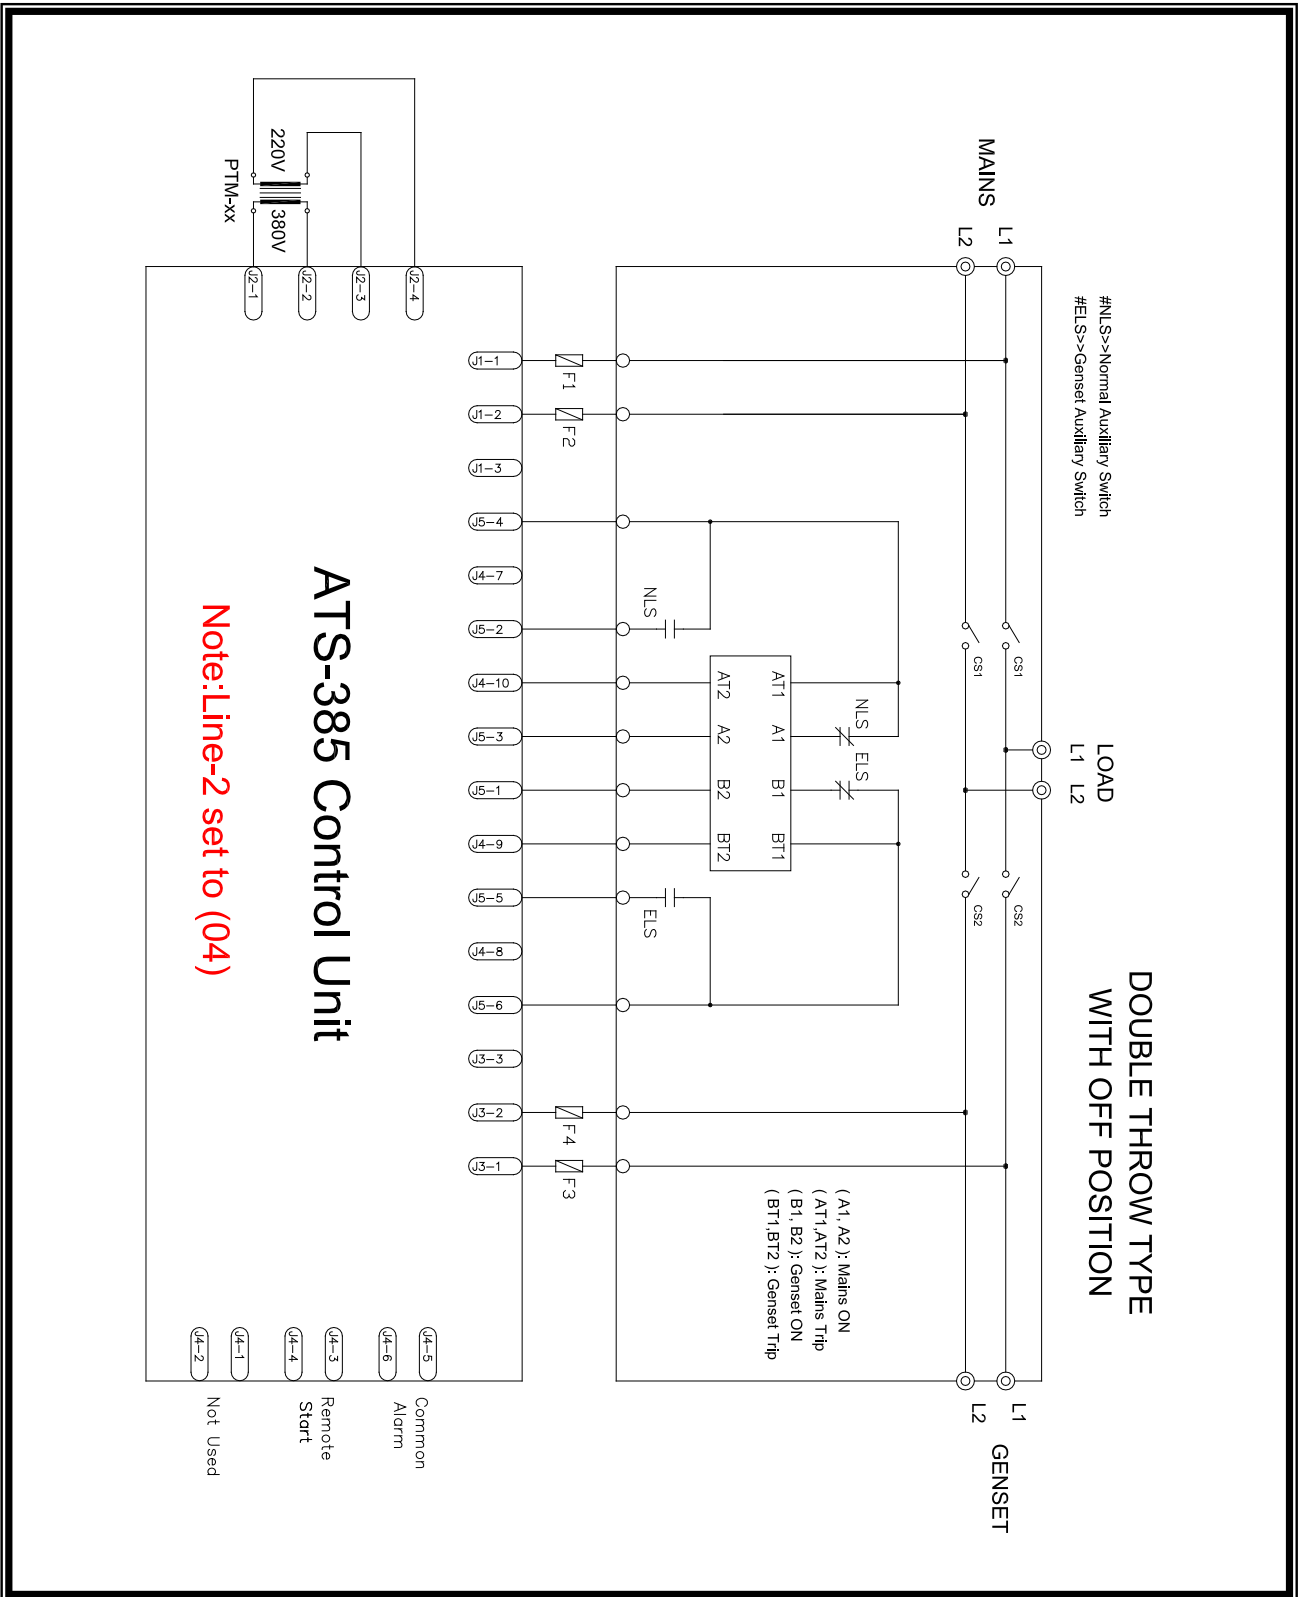 DOUBLE THROW TYPE
WITH OFF POSITION
#NLS>>Normal Auxiliary Switch
#ELS>>Genset Auxiliary Switch
LOAD
L1 L2
MAINS
L1
L2
CS1
CS1
CS2
CS2
L1
L2
GENSET
( A1, A2 ): Mains ON
( AT1,AT2 ): Mains Trip
( B1, B2 ): Genset ON
( BT1,BT2 ): Genset Trip
NLS
ELS
AT1 A1 B1 BT1
AT2 A2 B2 BT2
NLS
ELS
F1
F2
F4
F3
J1-1
J1-2
J1-3
J5-4
J4-7
J5-2
J4-10
J5-3
J5-1
J4-9
J5-5
J4-8
J5-6
J3-3
J3-2
J3-1
J2-4
J2-3
J2-2
J2-1
220V
380V
PTM-xx
ATS-385 Control Unit
Note:Line-2 set to (04)
J4-5
J4-6
Common
Alarm
J4-3
J4-4
Remote
Start
J4-1
J4-2
Not Used